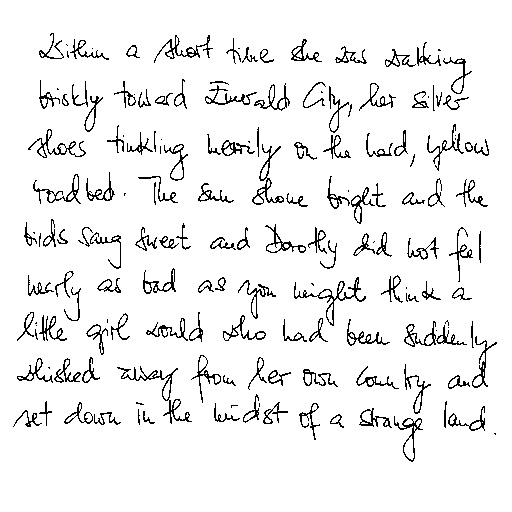 Within a short time she was walking
briskly toward Emerald City, her silver
shoes tinkling merrily on the hard, yellow
roadbed. The sun shone bright and the
birds sang sweet and Dorothy did not feel
nearly as bad as you might think a
little girl would who had been suddenly
whisked away from her own country and
set down in the midst of a strange land.